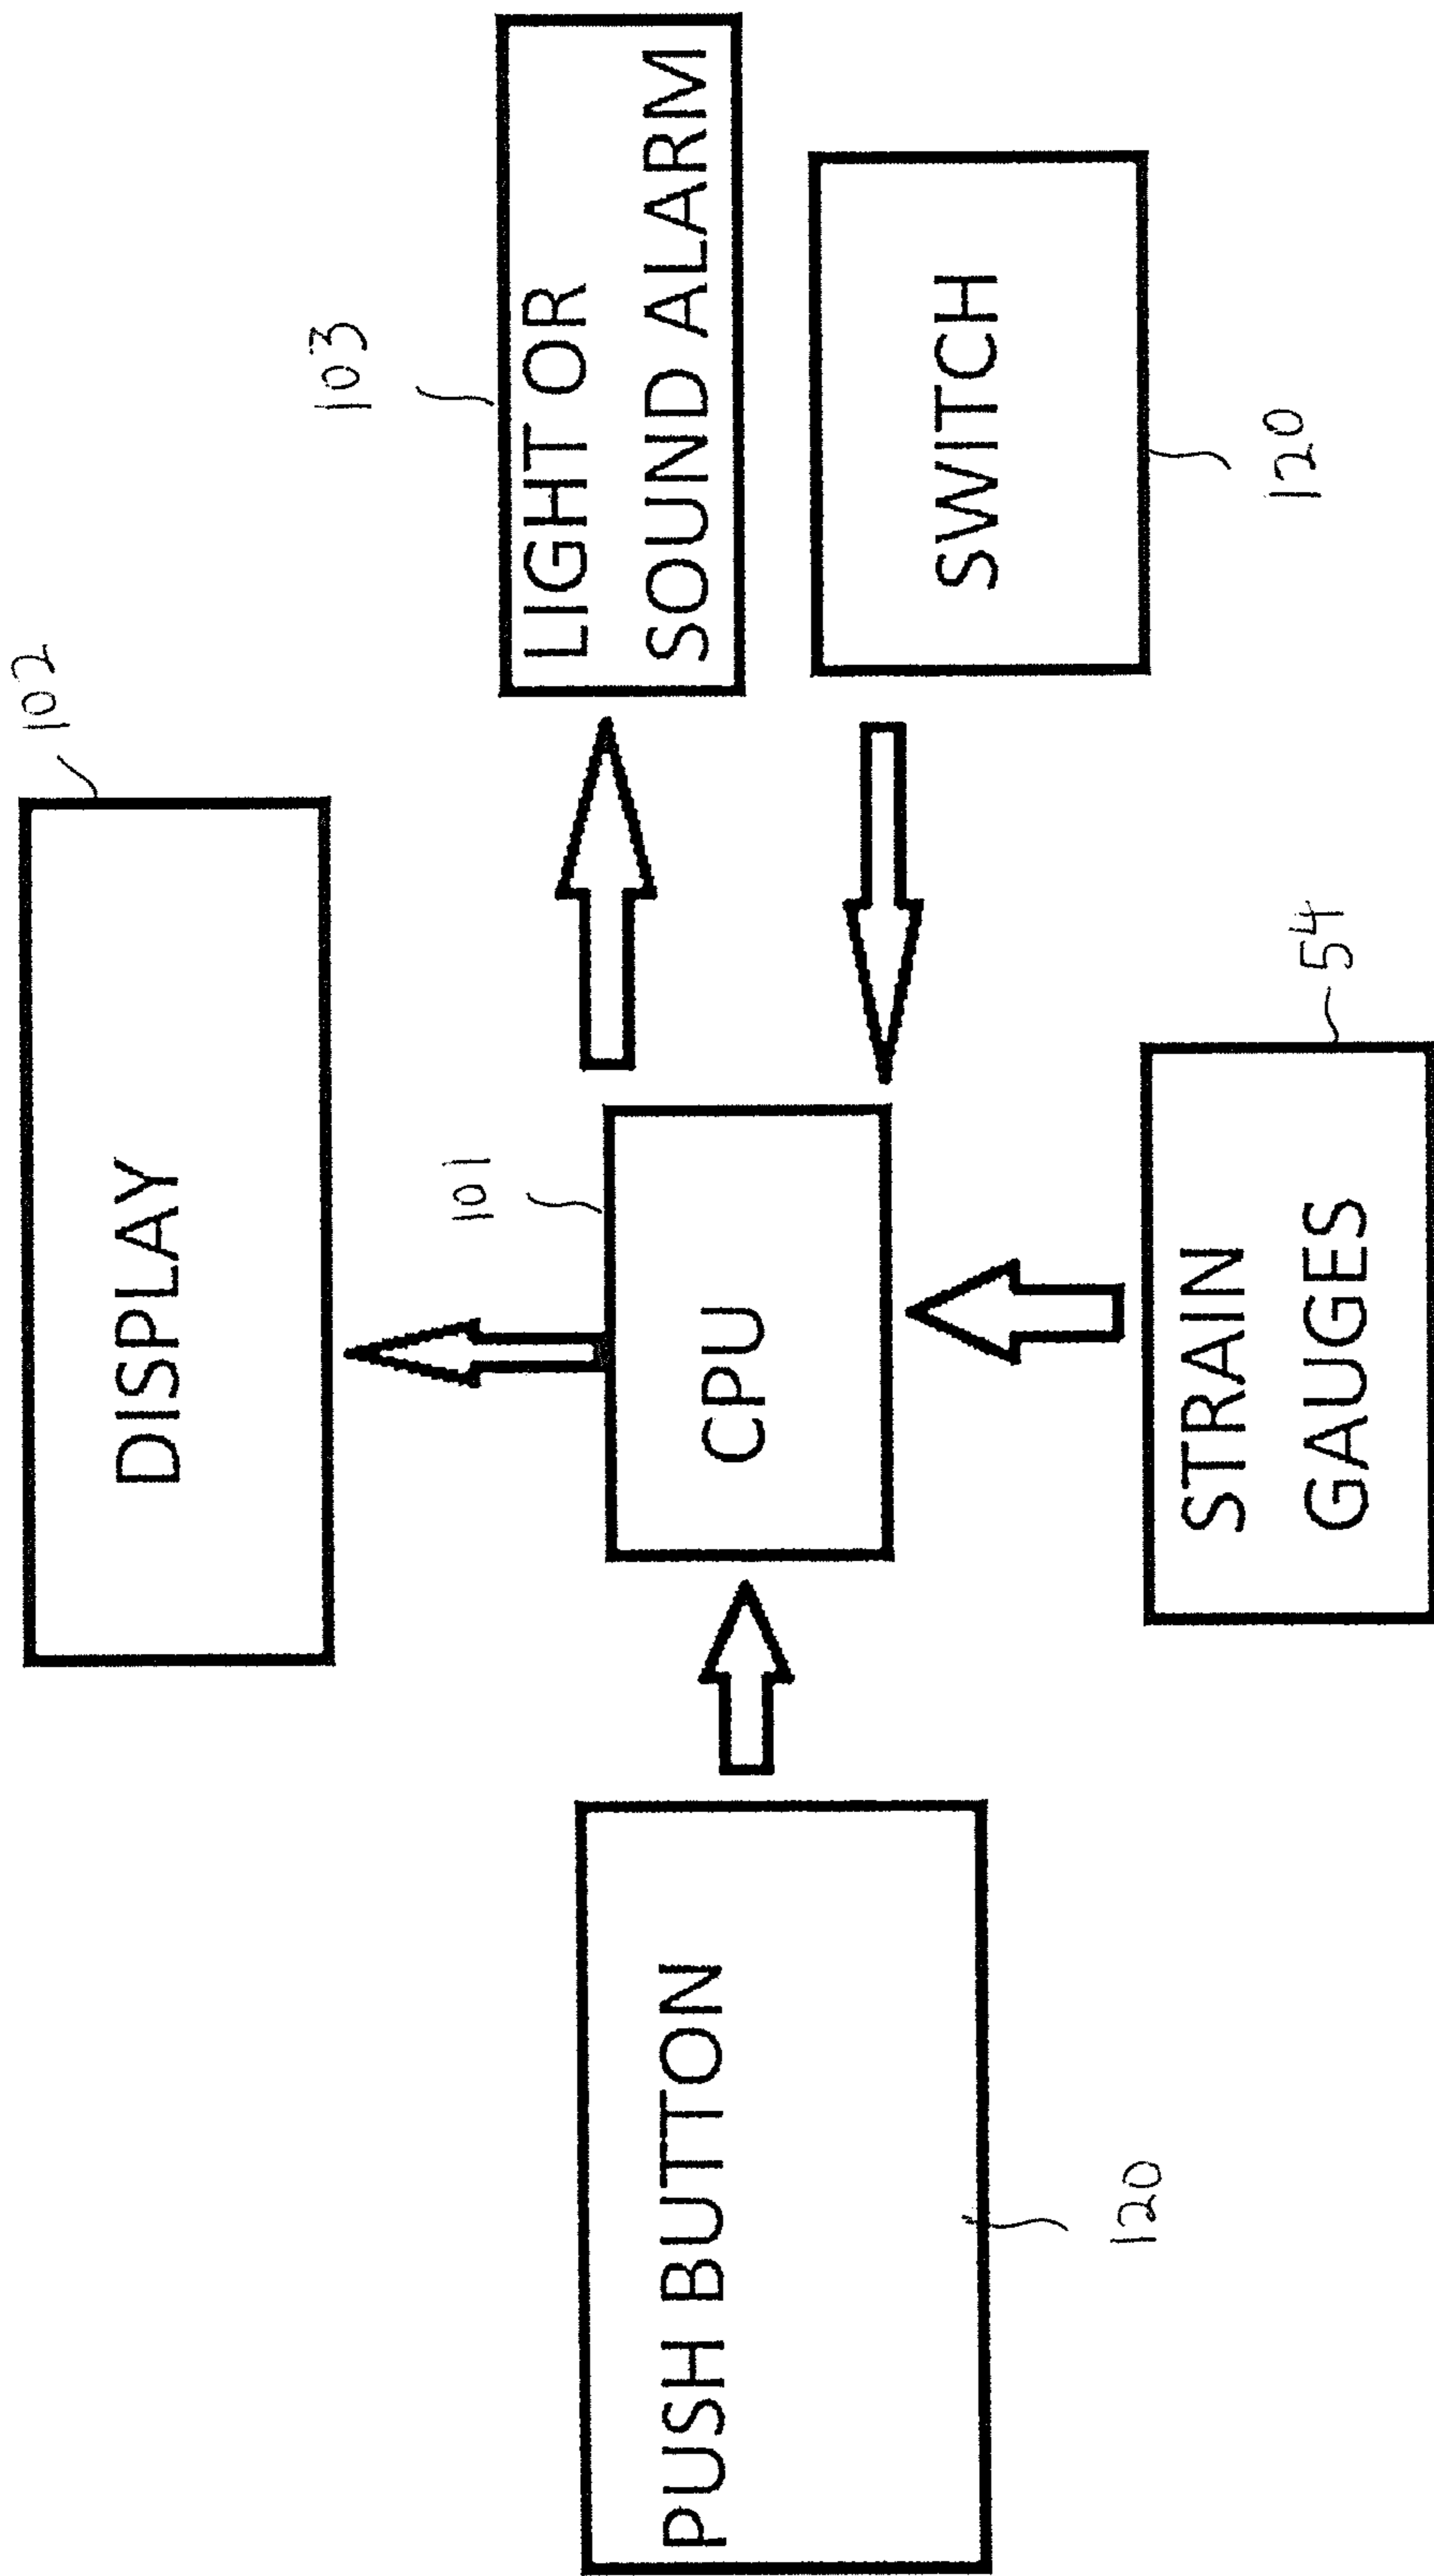 102
DISPLAY
103
LIGHT OR
SOUND ALARM
101
CPU
PUSH BUTTON
120
SWITCH
120
STRAIN
GAUGES
54